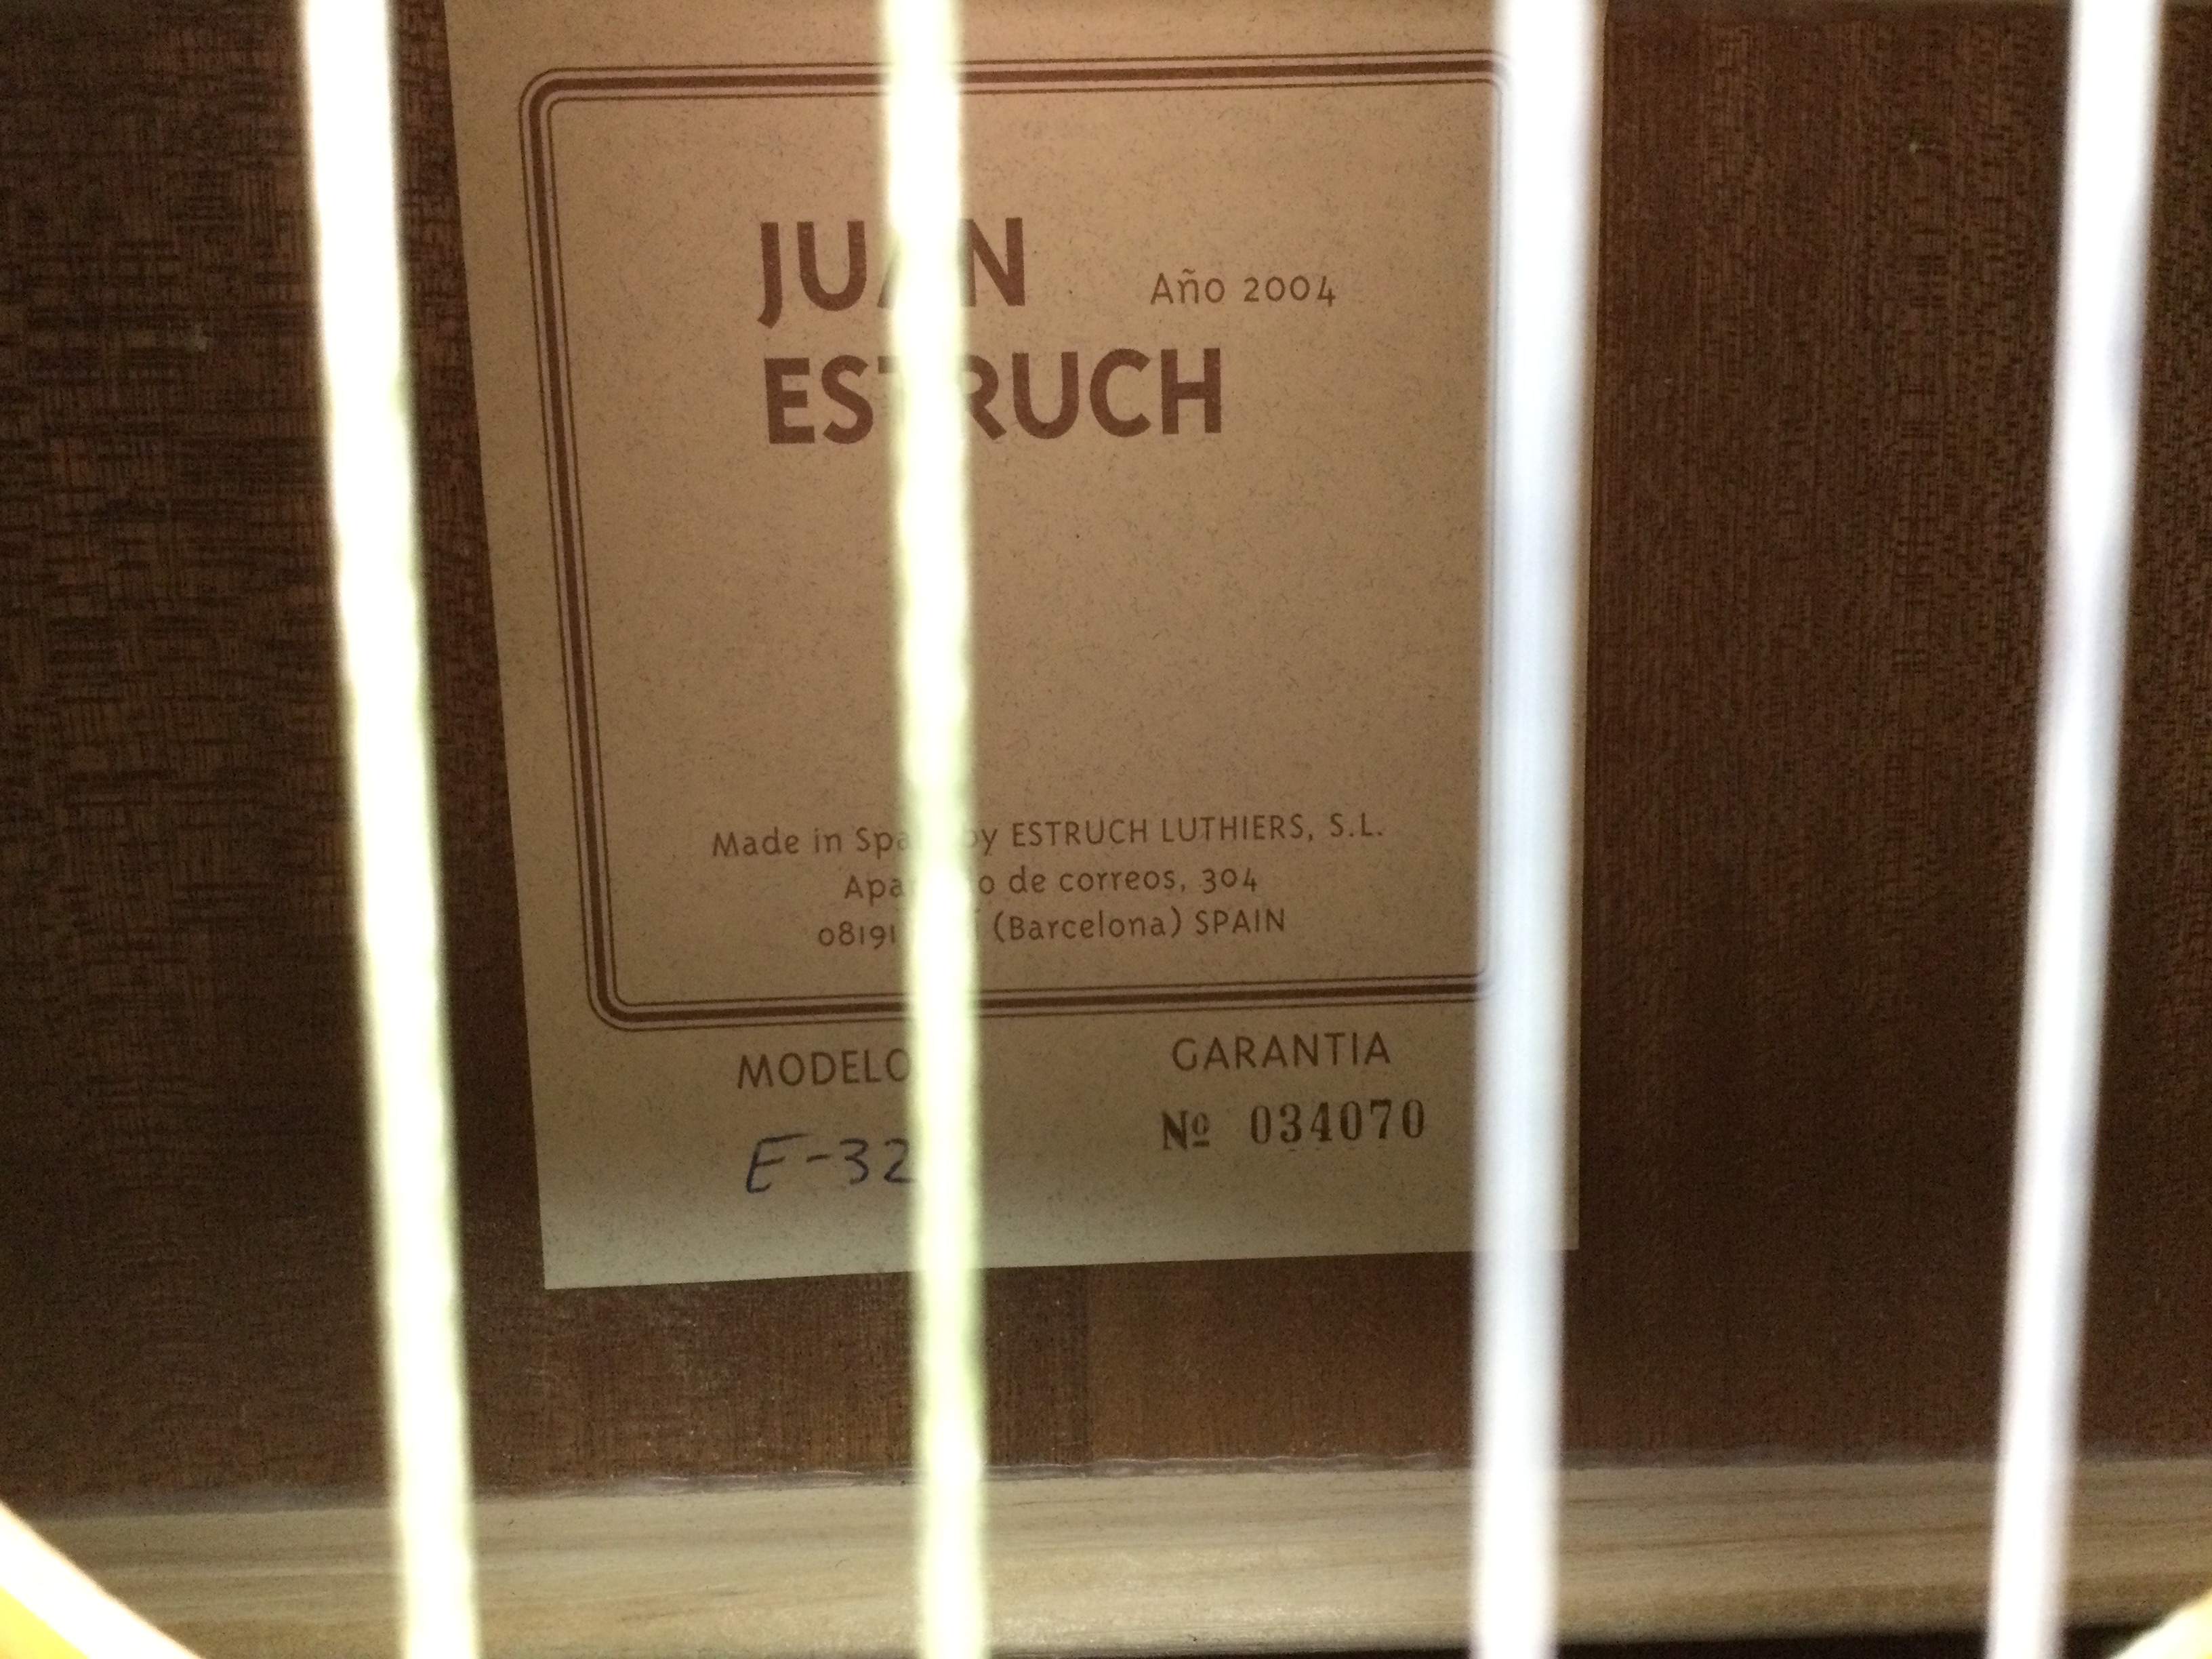 JUAN
Año 2004
ESTRUCH
Made in Spain by ESTRUCH LUTHIERS, S.L.
Apartado de correos, 304
08191 (Barcelona) SPAIN
MODELO
GARANTIA
E-32
Nº 034070